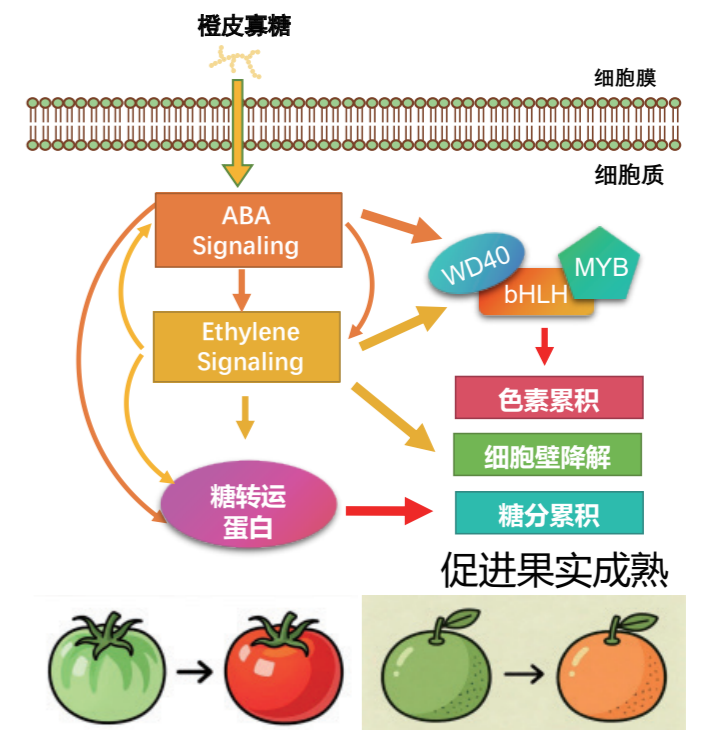 橙皮寡糖
细胞膜
细胞质
ABA
Signaling
WD40
MYB
bHLH
Ethylene
Signaling
色素累积
细胞壁降解
糖转运
蛋白
糖分累积
促进果实成熟